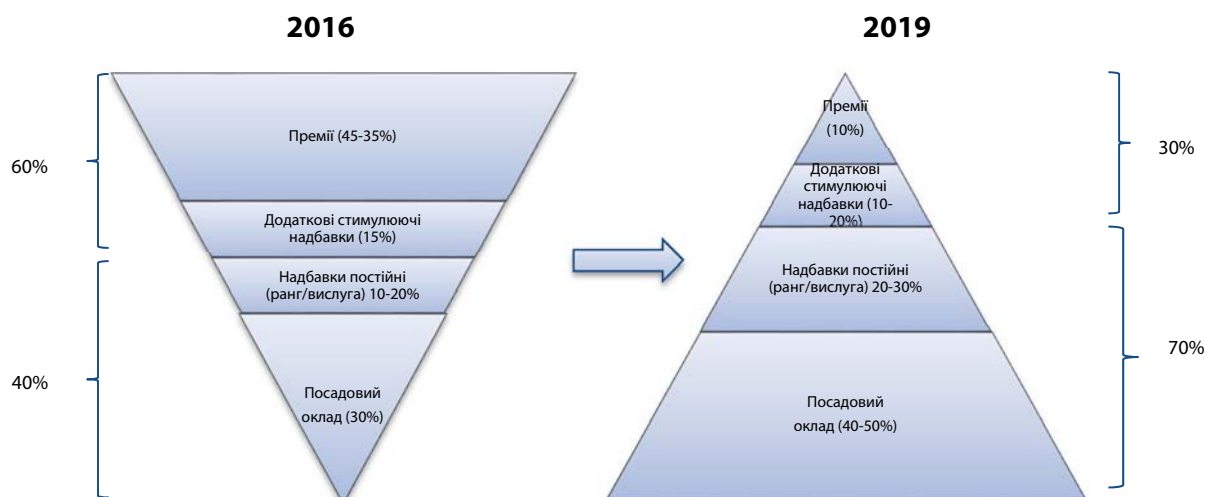 2016
60%
40%
Премії (45-35%)
Додаткові стимулюючі
надбавки (15%)
Надбавки постійні
(ранг/вислуга) 10-20%
Посадовий
оклад (30%)
2019
Премії
(10%)
Додаткові
стимулюючі
надбавки (10-
20%)
Надбавки постійні
(ранг/вислуга) 20-30%
Посадовий
оклад (40-50%)
30%
70%